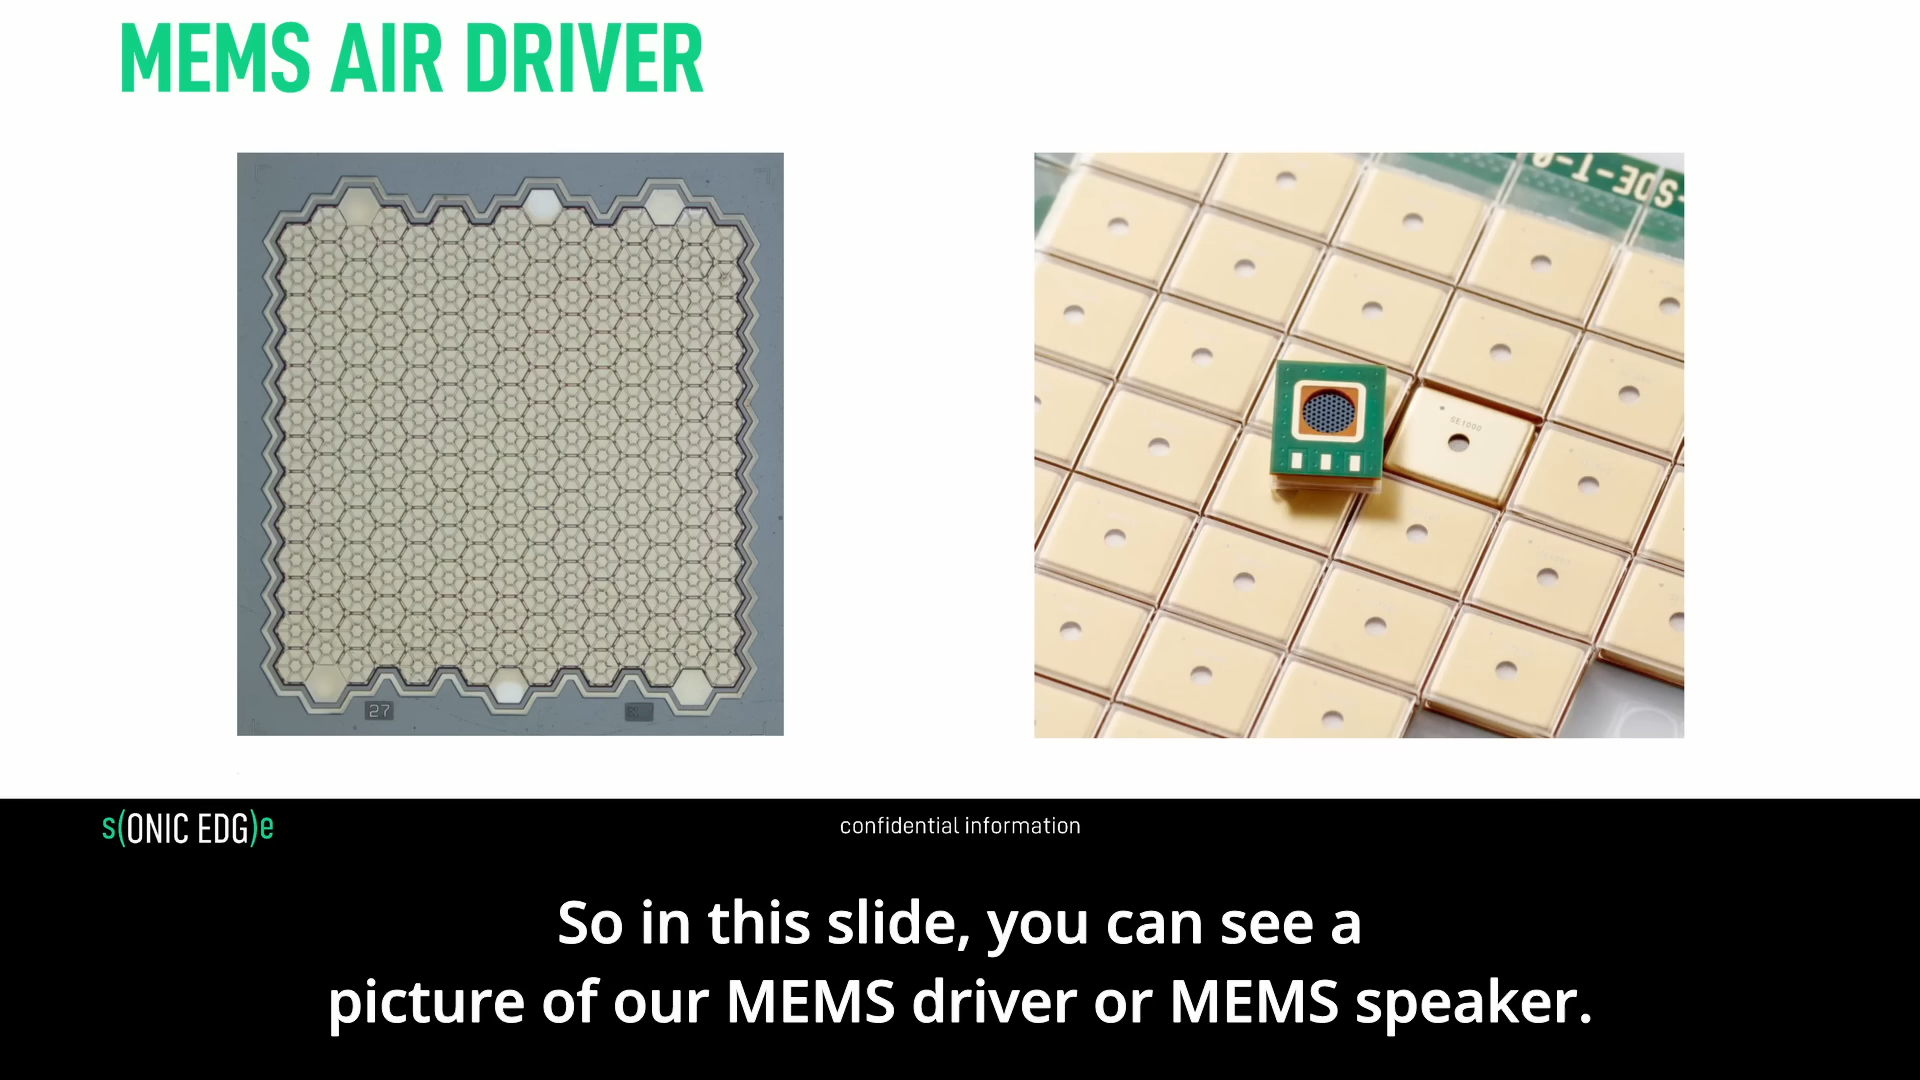 MEMS AIR DRIVER
SE1000
27
s(ONIC EDG)e
confidential information
So in this slide, you can see a
picture of our MEMS driver or MEMS speaker.